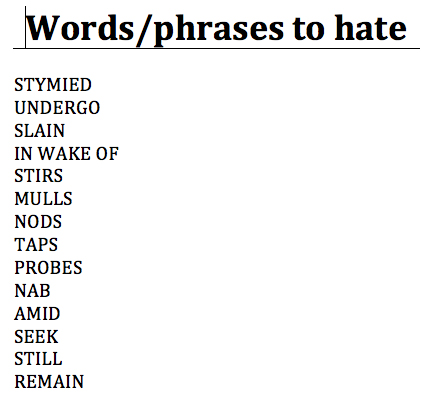 Words/phrases to hate
STYMIED
UNDERGO
SLAIN
IN WAKE OF
STIRS
MULLS
NODS
TAPS
PROBES
NAB
AMID
SEEK
STILL
REMAIN